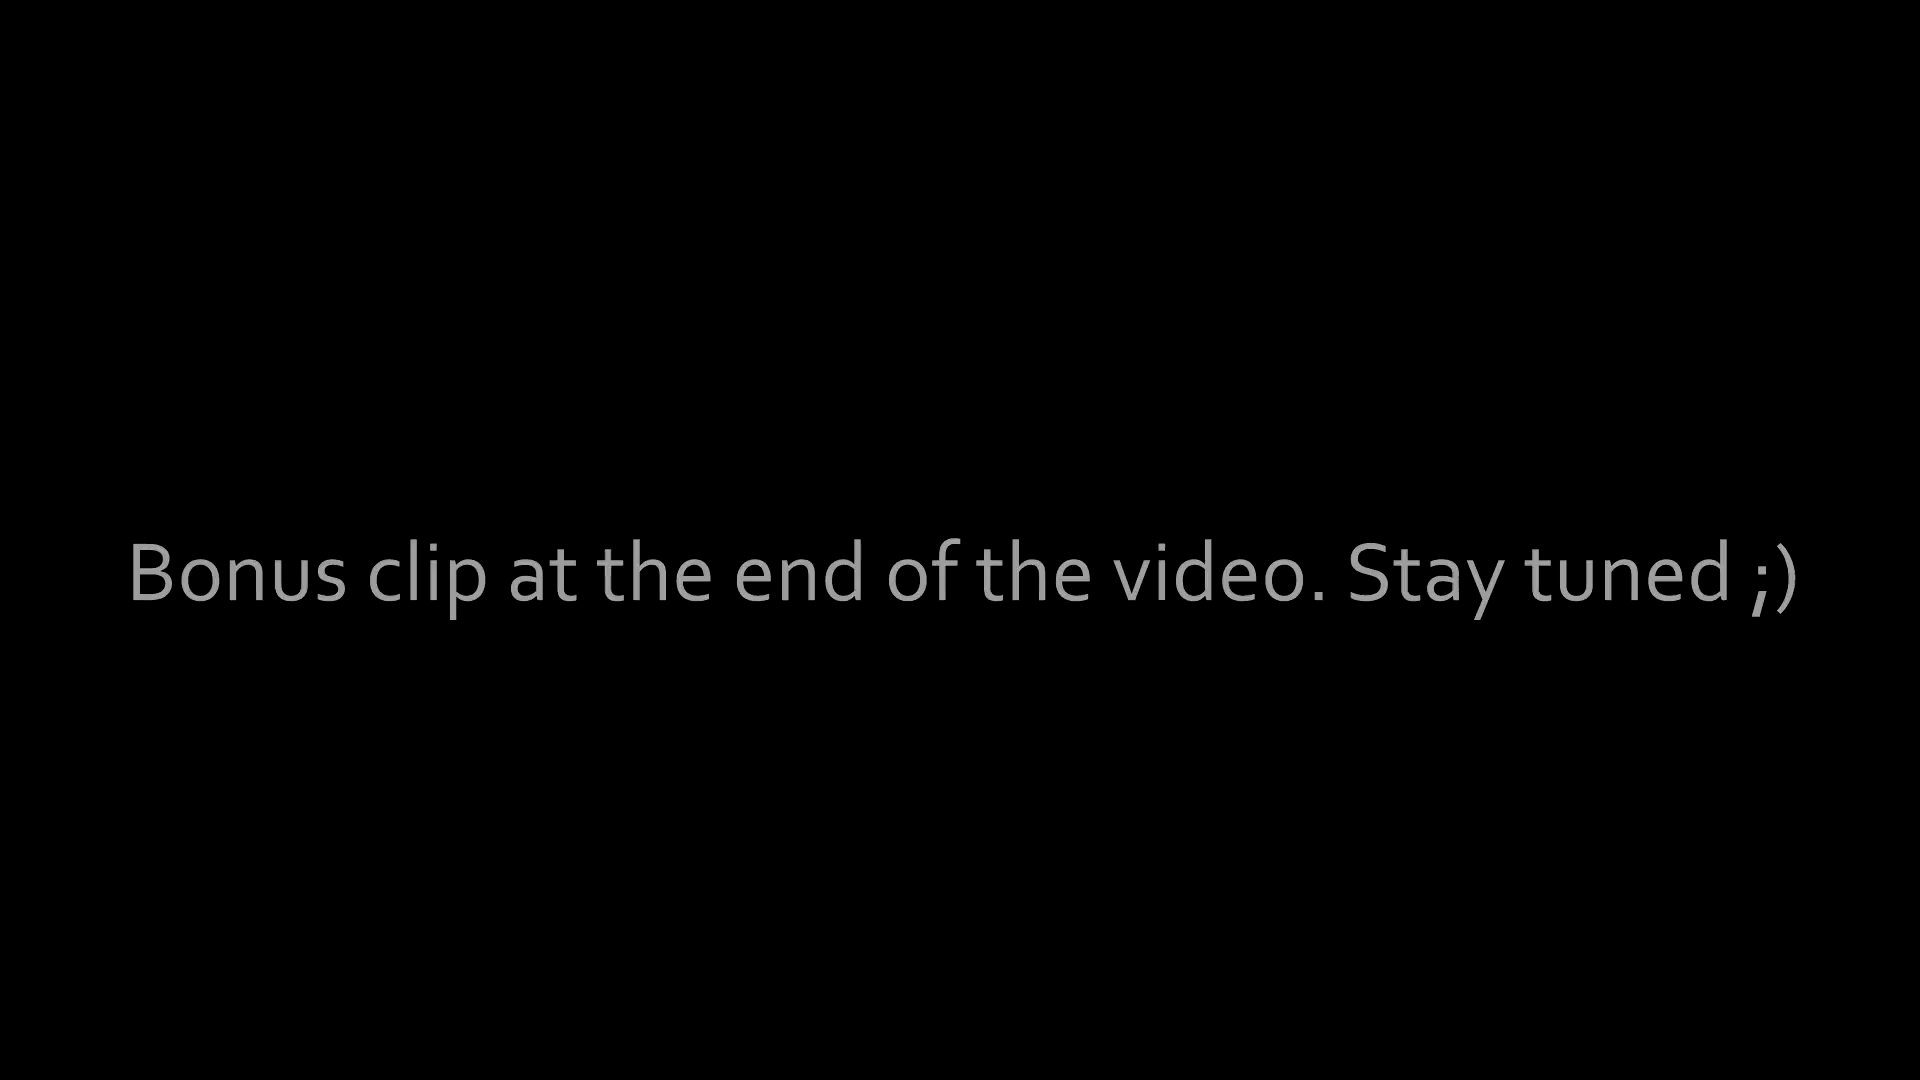 Bonus clip at the end of the video. Stay tuned ;)